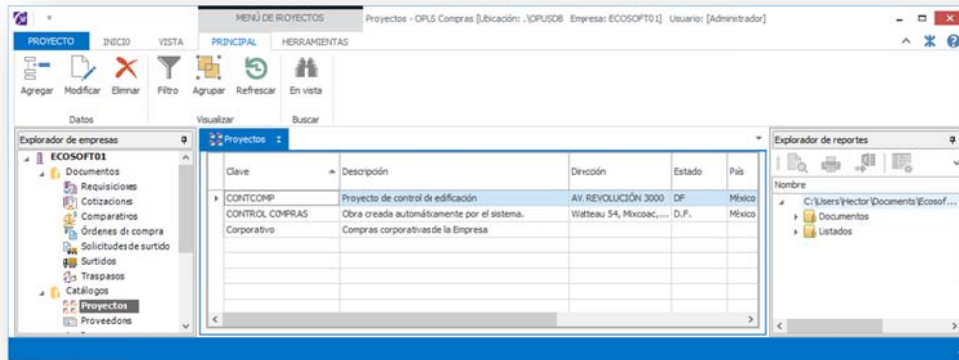 MENÚ DE ROYECTOS
Proyectos - OPUS Compras [Ubicación: .\OPUSDB Empresa: ECOSOFT01] Usuario: [Administrador]
PROYECTO INICIO VISTA PRINCIPAL HERRAMIENTAS
Agregar Modificar Elimnar Filtro Agrupar Refrescar En vista
Datos Visualizar Buscar
Explorador de empresas
ECOSOFT01
Documentos
Requisiciones
Cotizaciones
Comparativos
Órdenes de compra
Solicitudes de surtido
Surtidos
Traspasos
Catálogos
Proyectos
Proveedons
Proyectos
Clave Descripción Dirección Estado País
CONTCOMP Proyecto de control de edificación AV. REVOLUCIÓN 3000 DF México
CONTROL COMPRAS Obra creada automáticamente por el sistema. Watteau 54, Mixcoac,... D.F. México
Corporativo Compras corporativas de la Empresa
Explorador de reportes
Nombre
C:\Users\Hector\Documents\Ecosof...
Documentos
Listados